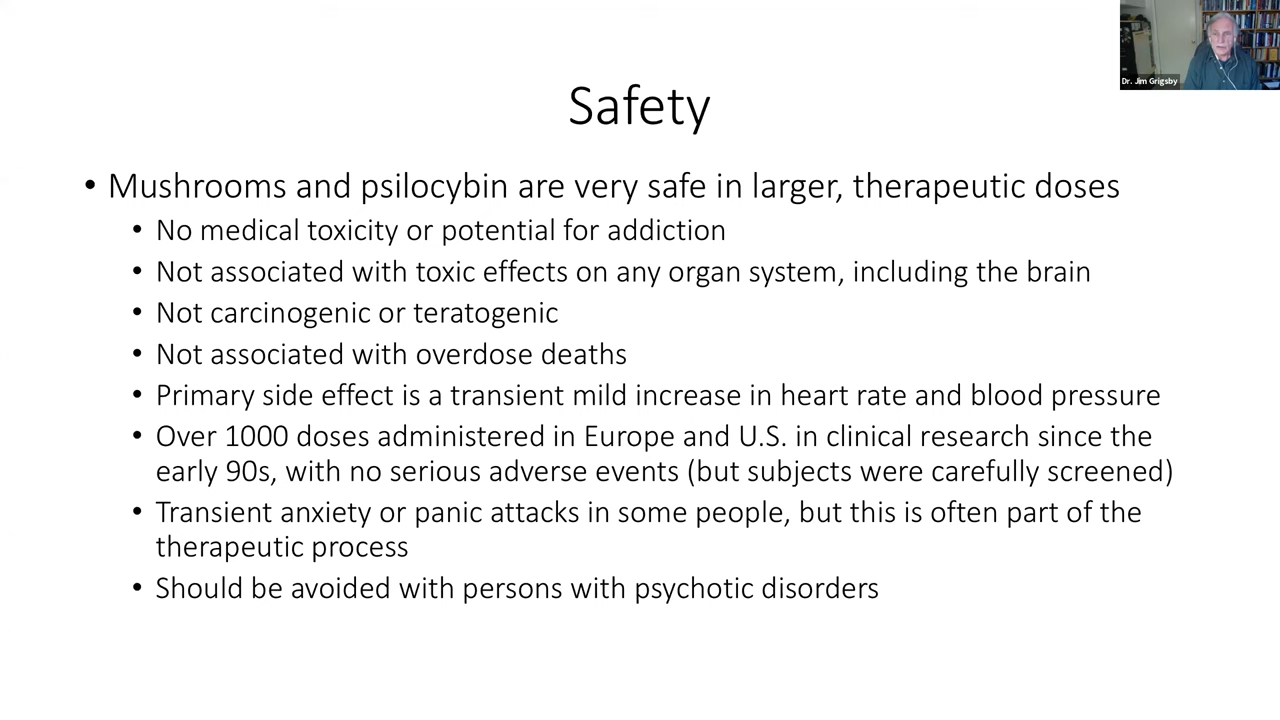 Dr. Jim Grigsby
Safety
• Mushrooms and psilocybin are very safe in larger, therapeutic doses
• No medical toxicity or potential for addiction
• Not associated with toxic effects on any organ system, including the brain
• Not carcinogenic or teratogenic
• Not associated with overdose deaths
• Primary side effect is a transient mild increase in heart rate and blood pressure
• Over 1000 doses administered in Europe and U.S. in clinical research since the
early 90s, with no serious adverse events (but subjects were carefully screened)
• Transient anxiety or panic attacks in some people, but this is often part of the
therapeutic process
• Should be avoided with persons with psychotic disorders